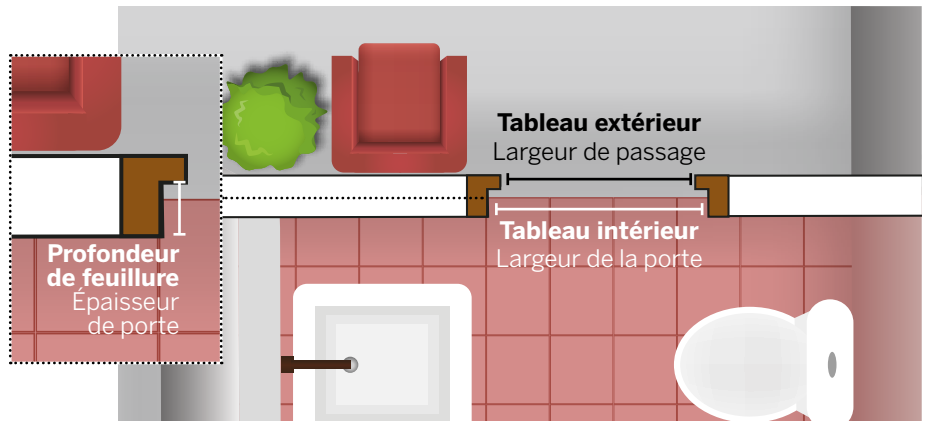 Tableau extérieur
Largeur de passage
Tableau intérieur
Largeur de la porte
Profondeur
de feuillure
Épaisseur
de porte